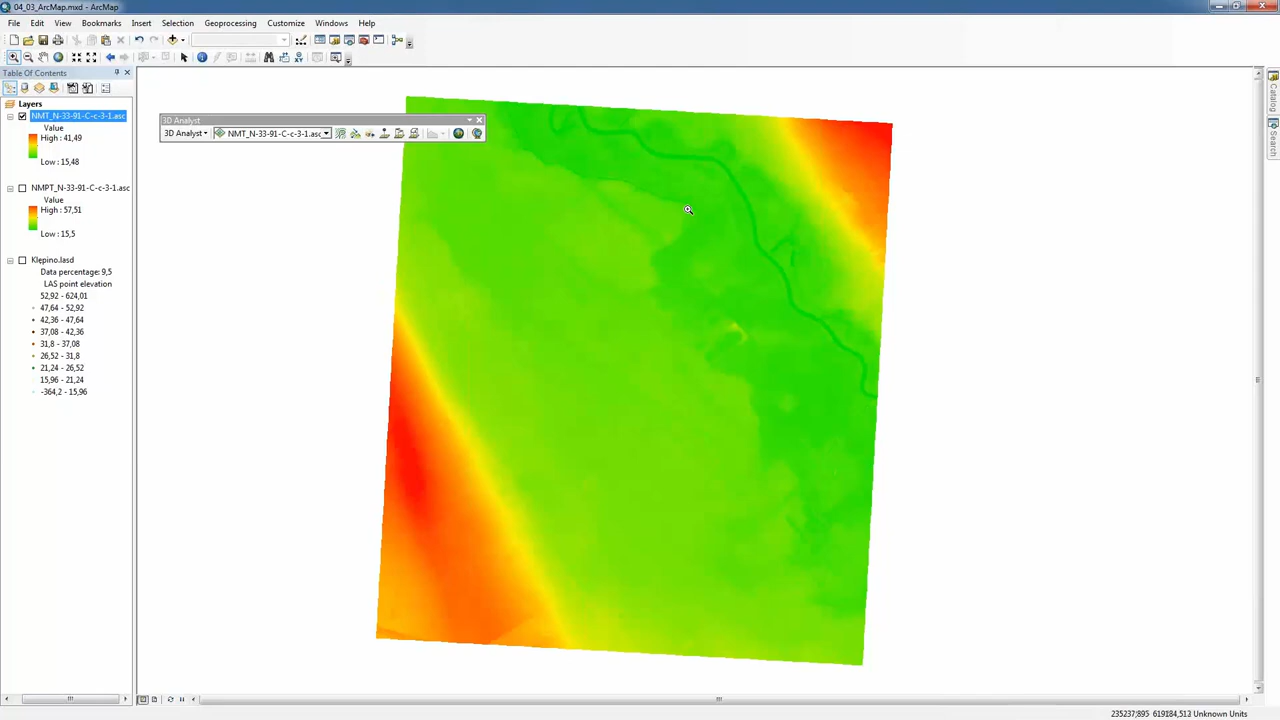 04_03_ArcMap.mxd - ArcMap
File Edit View Bookmarks Insert Selection Geoprocessing Customize Windows Help
Table Of Contents
Layers
NMT_N-33-91-C-c-3-1.asc
Value
High : 41,49
Low : 15,48
NMPT_N-33-91-C-c-3-1.asc
Value
High : 57,51
Low : 15,5
Klepino.lasd
Data percentage: 9,5
LAS point elevation
52,92 - 624,01
47,64 - 52,92
42,36 - 47,64
37,08 - 42,36
31,8 - 37,08
26,52 - 31,8
21,24 - 26,52
15,96 - 21,24
-364,2 - 15,96
3D Analyst
3D Analyst NMT_N-33-91-C-c-3-1.asc
Catalog
Search
235237,895 619184,513 Unknown Units